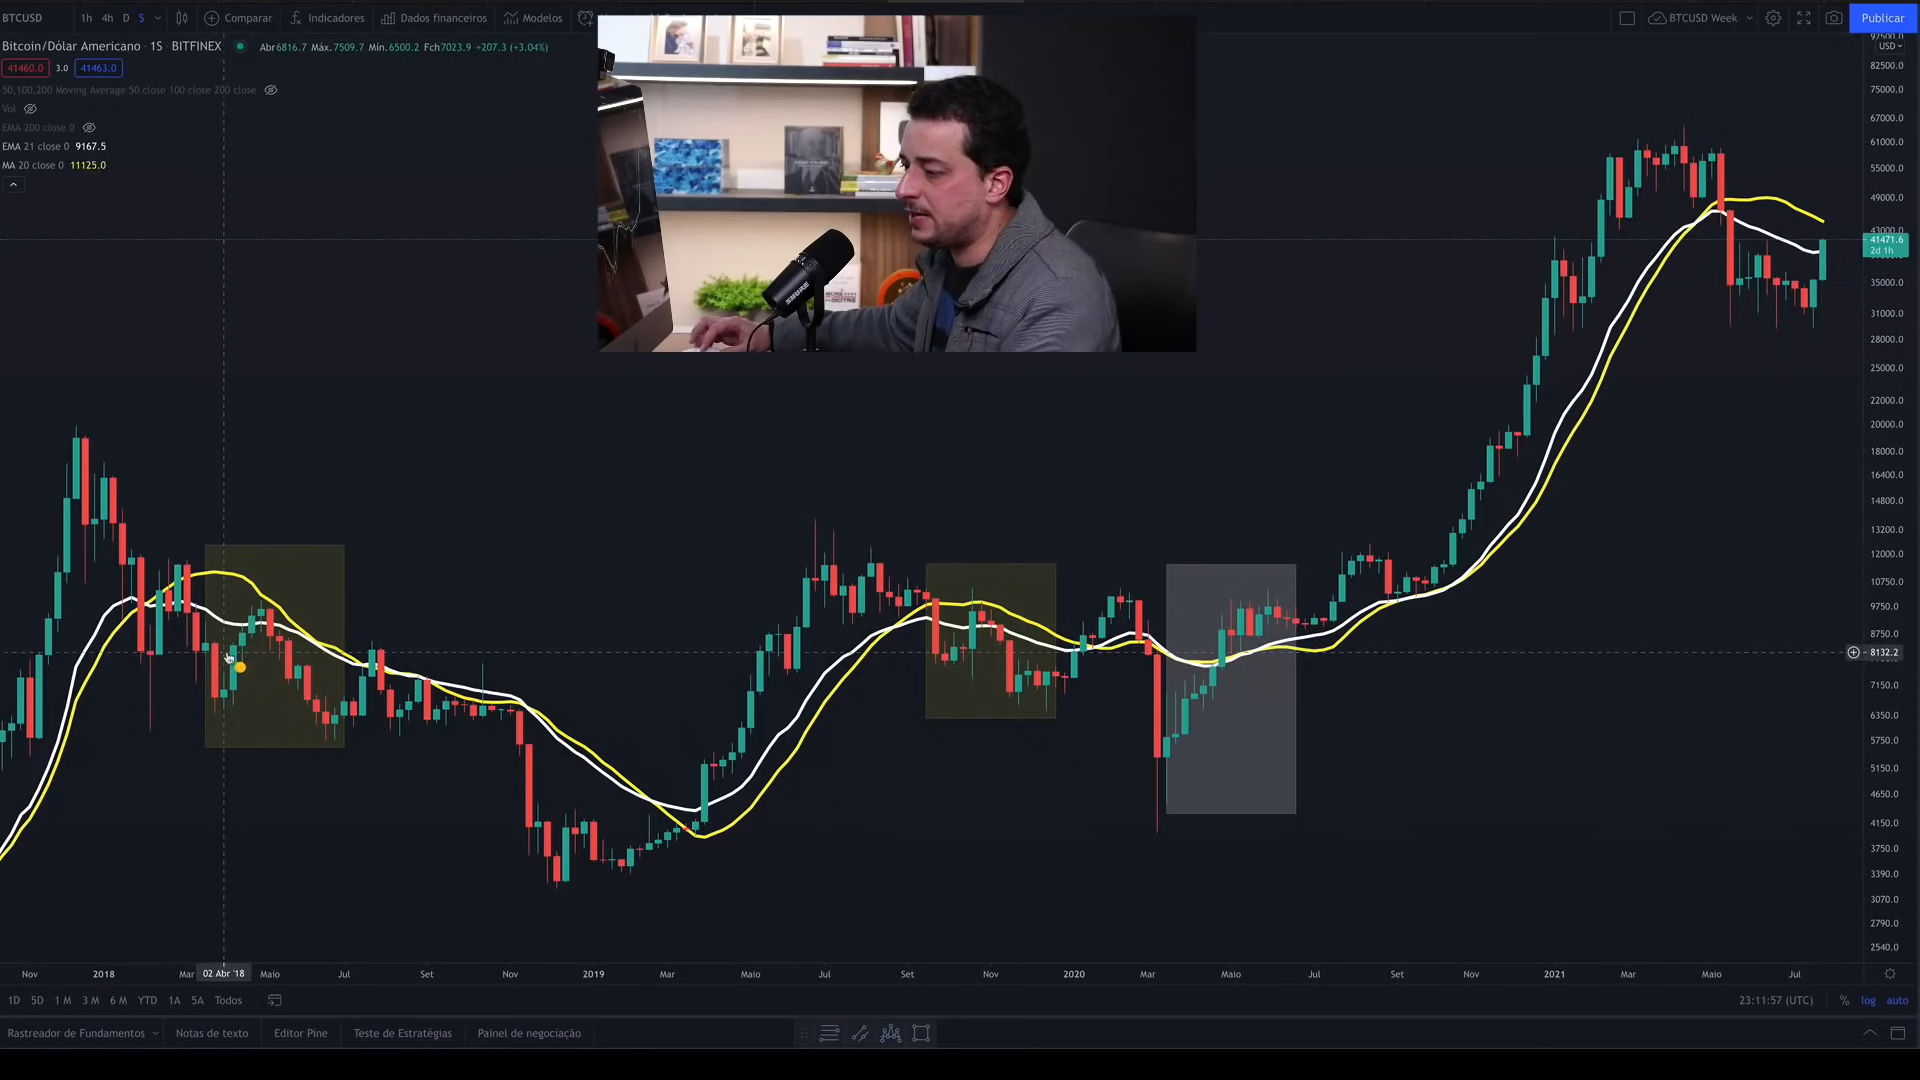 BTCUSD 1h 4h D S Comparar Indicadores Dados financeiros Modelos BTCUSD Week Publicar
Bitcoin/Dólar Americano · 1S · BITFINEX Abr6816.7 Máx.7509.7 Mín.6500.2 Fch7023.9 +207.3 (+3.04%)
41460.0 3.0 41463.0
50,100,200 Moving Average 50 close 100 close 200 close
Vol
EMA 200 close 0
EMA 21 close 0 9167.5
MA 20 close 0 11125.0
92500.0
USD
82500.0
75000.0
67000.0
61000.0
55000.0
49000.0
43000.0
41471.6
2d 1h
35000.0
31000.0
28000.0
25000.0
22000.0
20000.0
18000.0
16400.0
14800.0
13200.0
12000.0
10750.0
9750.0
8750.0
8132.2
7150.0
6350.0
5750.0
5150.0
4650.0
4150.0
3750.0
3390.0
3070.0
2790.0
2540.0
SHURE
Nov 2018 Mar 02 Abr '18 Maio Jul Set Nov 2019 Mar Maio Jul Set Nov 2020 Mar Maio Jul Set Nov 2021 Mar Maio Jul
1D 5D 1 M 3 M 6 M YTD 1A 5A Todos 23:11:57 (UTC) % log auto
Rastreador de Fundamentos Notas de texto Editor Pine Teste de Estratégias Painel de negociação